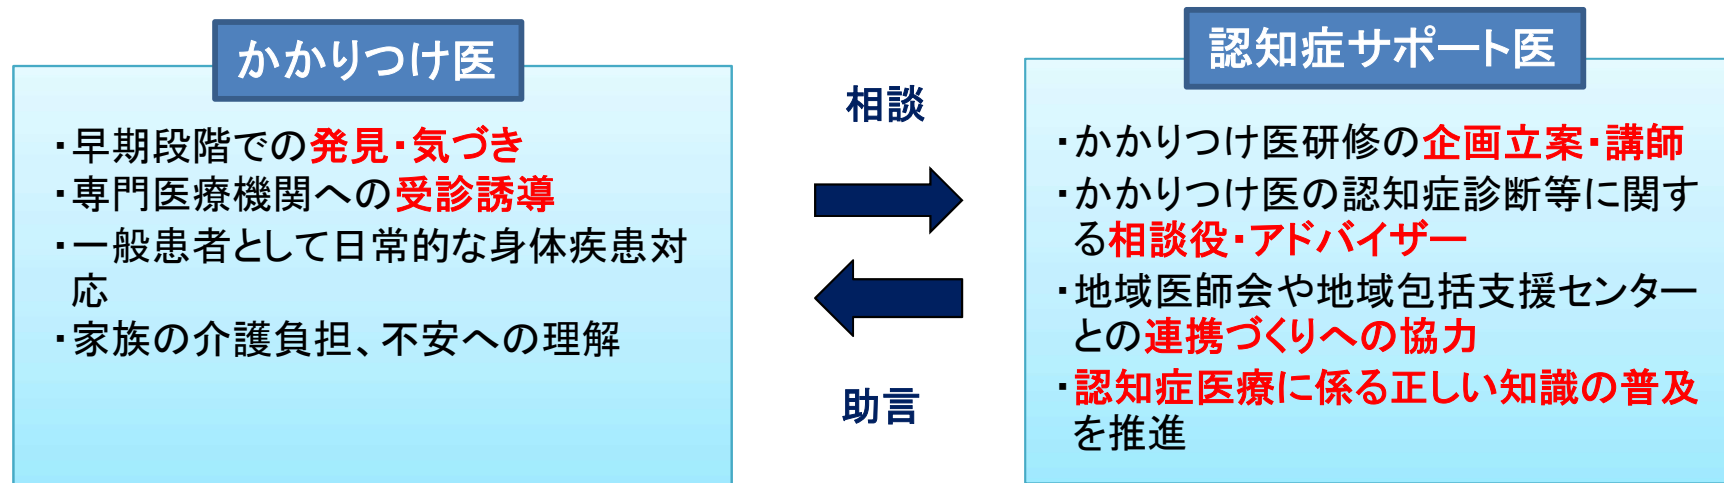 かかりつけ医
・早期段階での発見・気づき
・専門医療機関への受診誘導
・一般患者として日常的な身体疾患対
応
・家族の介護負担、不安への理解
相談
助言
認知症サポート医
・かかりつけ医研修の企画立案・講師
・かかりつけ医の認知症診断等に関す
る相談役・アドバイザー
・地域医師会や地域包括支援センター
との連携づくりへの協力
・認知症医療に係る正しい知識の普及
を推進